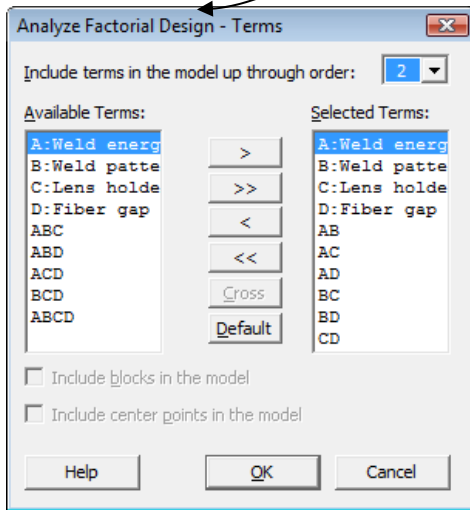 Analyze Factorial Design - Terms
Include terms in the model up through order: 2
Available Terms:
A:Weld energ
B:Weld patte
C:Lens holde
D:Fiber gap
ABC
ABD
ACD
BCD
ABCD
>
>>
<
<<
Cross
Default
Selected Terms:
A:Weld energ
B:Weld patte
C:Lens holde
D:Fiber gap
AB
AC
AD
BC
BD
CD
Include blocks in the model
Include center points in the model
Help
OK
Cancel